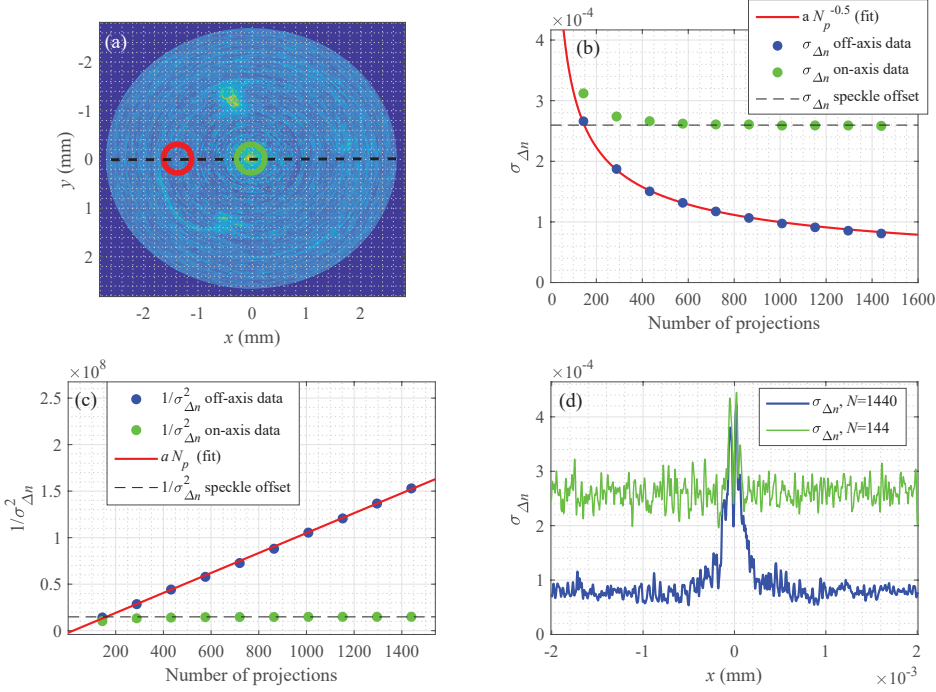 (a)
-2
-1
0
1
2
y (mm)
-2
-1
0
1
2
x (mm)
×10⁻⁴
(b)
a N_p^-0.5 (fit)
σ_Δn off-axis data
σ_Δn on-axis data
σ_Δn speckle offset
4
3
2
1
0
σ_Δn
0
200
400
600
800
1000
1200
1400
1600
Number of projections
×10⁸
(c)
1/σ²_Δn off-axis data
1/σ²_Δn on-axis data
a N_p (fit)
1/σ²_Δn speckle offset
2.5
2
1.5
1
0.5
0
1/σ²_Δn
200
400
600
800
1000
1200
1400
Number of projections
×10⁻⁴
(d)
σ_Δn, N=1440
σ_Δn, N=144
4
3
2
1
0
σ_Δn
-2
-1
0
1
2
x (mm)
×10⁻³